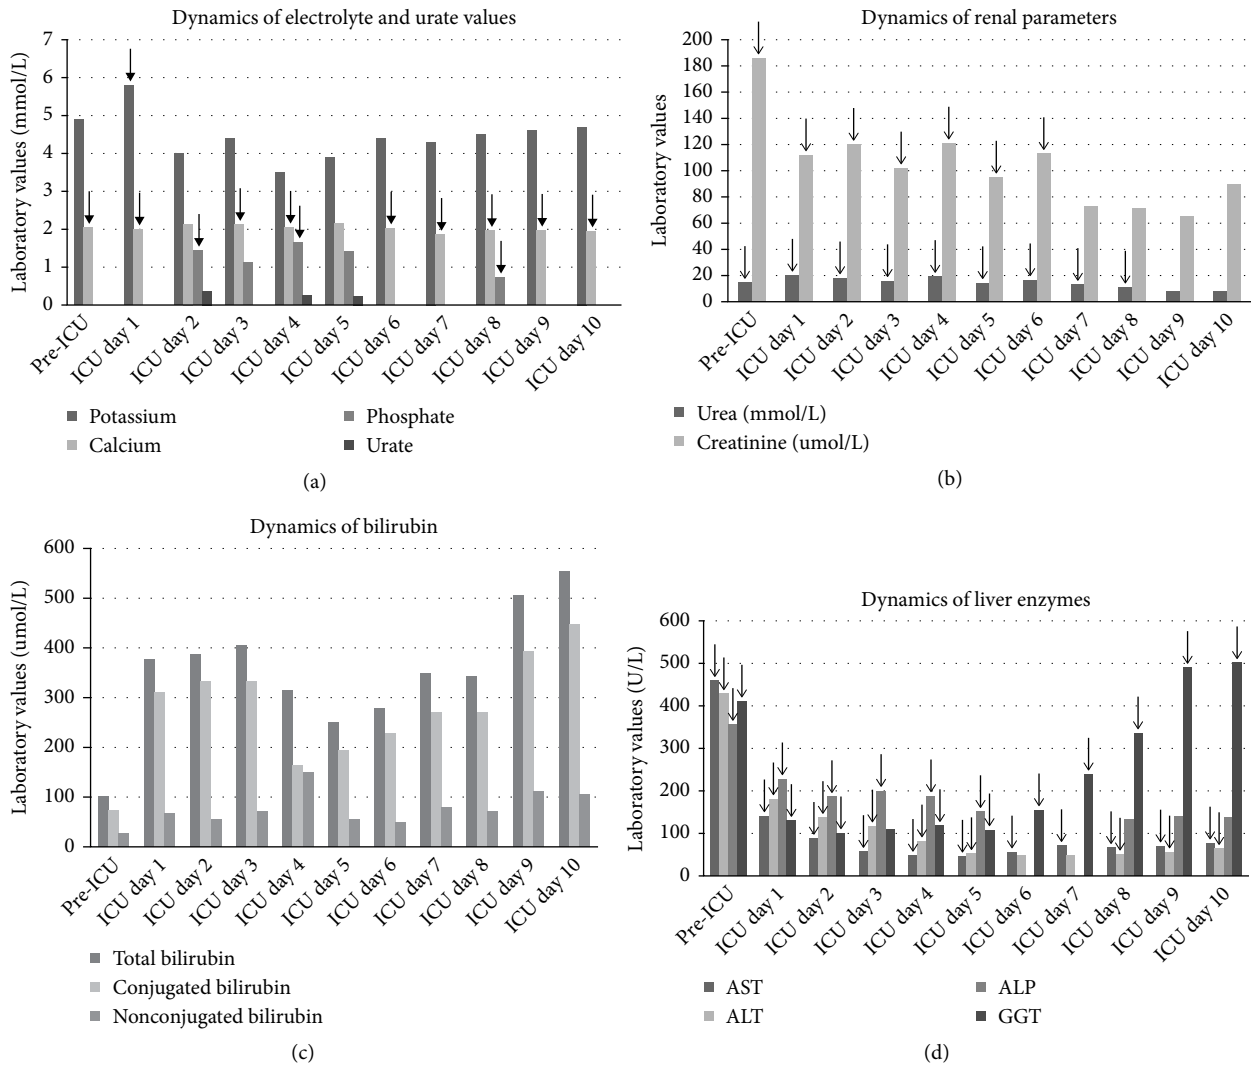 Dynamics of electrolyte and urate values
Laboratory values (mmol/L)
7
6
5
4
3
2
1
0
Pre-ICU
ICU day 1
ICU day 2
ICU day 3
ICU day 4
ICU day 5
ICU day 6
ICU day 7
ICU day 8
ICU day 9
ICU day 10
Potassium
Phosphate
Calcium
Urate
(a)
Dynamics of renal parameters
Laboratory values
200
180
160
140
120
100
80
60
40
20
0
Pre-ICU
ICU day 1
ICU day 2
ICU day 3
ICU day 4
ICU day 5
ICU day 6
ICU day 7
ICU day 8
ICU day 9
ICU day 10
Urea (mmol/L)
Creatinine (umol/L)
(b)
Dynamics of bilirubin
Laboratory values (umol/L)
600
500
400
300
200
100
0
Pre-ICU
ICU day 1
ICU day 2
ICU day 3
ICU day 4
ICU day 5
ICU day 6
ICU day 7
ICU day 8
ICU day 9
ICU day 10
Total bilirubin
Conjugated bilirubin
Nonconjugated bilirubin
(c)
Dynamics of liver enzymes
Laboratory values (U/L)
600
500
400
300
200
100
0
Pre-ICU
ICU day 1
ICU day 2
ICU day 3
ICU day 4
ICU day 5
ICU day 6
ICU day 7
ICU day 8
ICU day 9
ICU day 10
AST
ALP
ALT
GGT
(d)